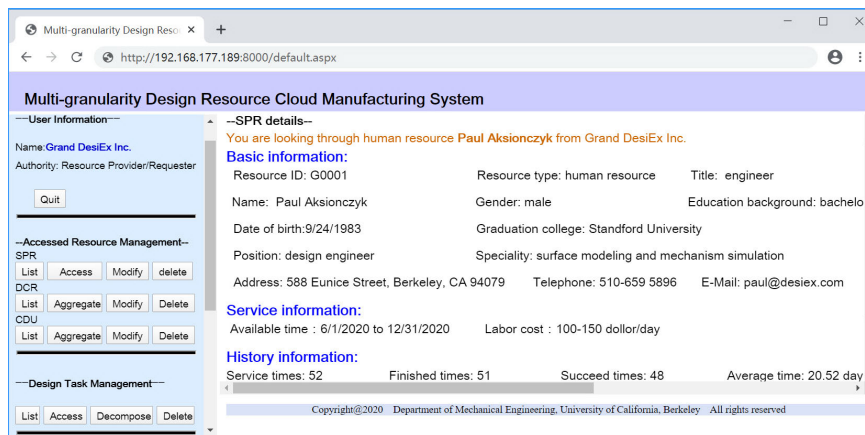 Multi-granularity Design Reso
http://192.168.177.189:8000/default.aspx
Multi-granularity Design Resource Cloud Manufacturing System
---User Information---
Name:Grand DesiEx Inc.
Authority: Resource Provider/Requester
Quit
--Accessed Resource Management--
SPR
List Access Modify delete
DCR
List Aggregate Modify Delete
CDU
List Aggregate Modify Delete
---Design Task Management---
List Access Decompose Delete
--SPR details--
You are looking through human resource Paul Aksionczyk from Grand DesiEx Inc.
Basic information:
Resource ID: G0001 Resource type: human resource Title: engineer
Name: Paul Aksionczyk Gender: male Education background: bachelo
Date of birth:9/24/1983 Graduation college: Standford University
Position: design engineer Speciality: surface modeling and mechanism simulation
Address: 588 Eunice Street, Berkeley, CA 94079 Telephone: 510-659 5896 E-Mail: paul@desiex.com
Service information:
Available time : 6/1/2020 to 12/31/2020 Labor cost : 100-150 dollor/day
History information:
Service times: 52 Finished times: 51 Succeed times: 48 Average time: 20.52 day
Copyright@2020 Department of Mechanical Engineering, University of California, Berkeley All rights reserved